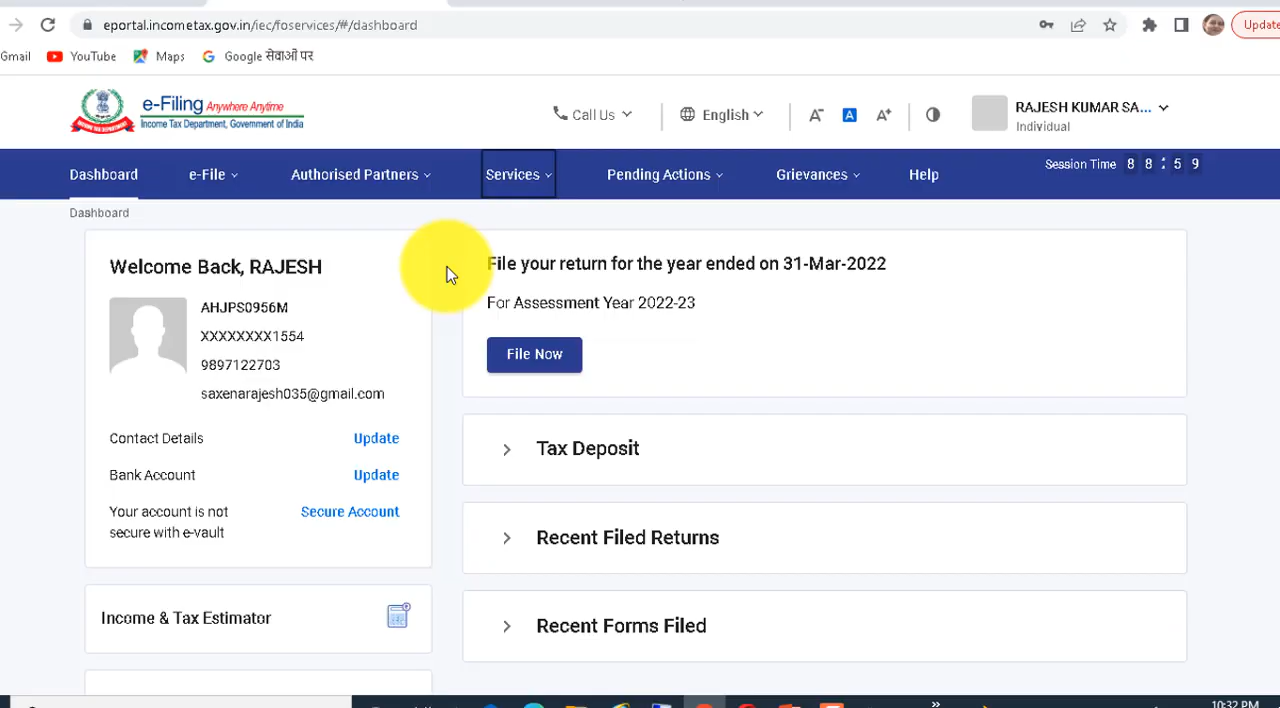 eportal.incometax.gov.in/iec/foservices/#/dashboard
Update
Gmail YouTube Maps Google सेवाओं पर
e-Filing Anywhere Anytime
Income Tax Department, Government of India
Call Us English A⁻ A A⁺ RAJESH KUMAR SA...
Individual
Dashboard e-File Authorised Partners Services Pending Actions Grievances Help Session Time 8 8 : 5 9
Dashboard
Welcome Back, RAJESH
AHJPS0956M
XXXXXXXX1554
9897122703
saxenarajesh035@gmail.com
Contact Details Update
Bank Account Update
Your account is not secure with e-vault Secure Account
Income & Tax Estimator
File your return for the year ended on 31-Mar-2022
For Assessment Year 2022-23
File Now
Tax Deposit
Recent Filed Returns
Recent Forms Filed
10:32 PM